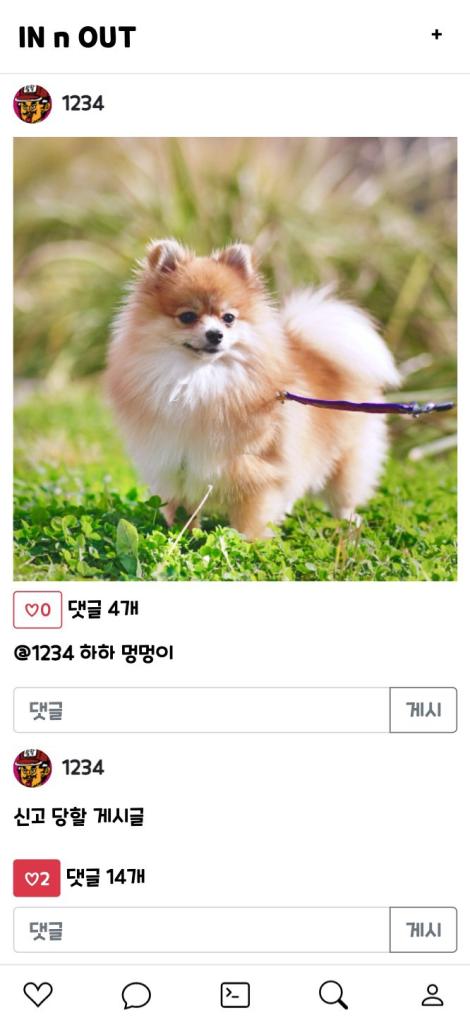 IN n OUT +
1234
♡0 댓글 4개
@1234 하하 멍멍이
댓글 게시
1234
신고 당할 게시글
♡2 댓글 14개
댓글 게시